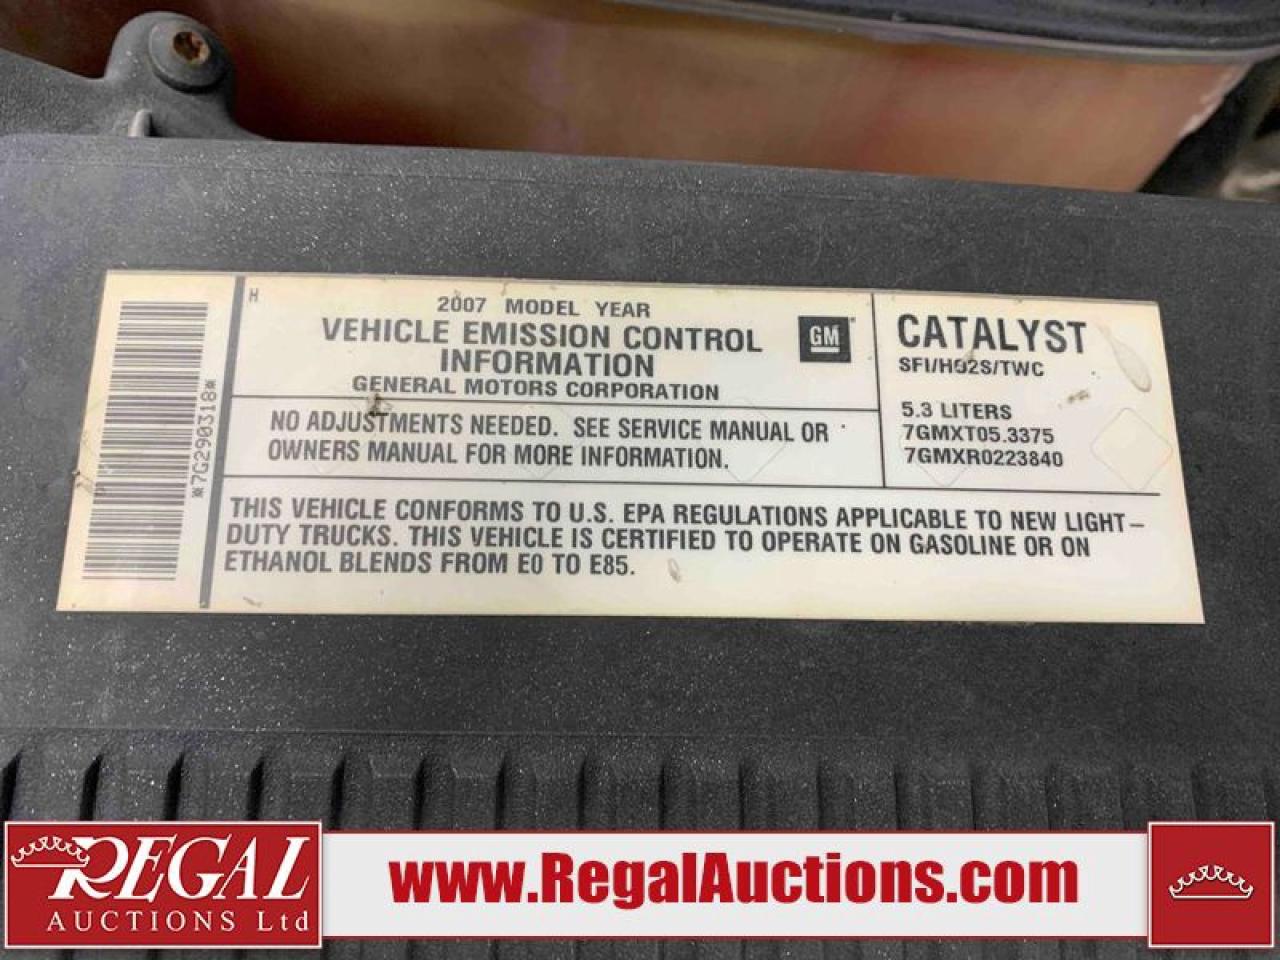 H
2007 MODEL YEAR
VEHICLE EMISSION CONTROL
INFORMATION
GENERAL MOTORS CORPORATION
GM
NO ADJUSTMENTS NEEDED. SEE SERVICE MANUAL OR
OWNERS MANUAL FOR MORE INFORMATION.
CATALYST
SFI/HO2S/TWC
5.3 LITERS
7GMXT05.3375
7GMXR0223840
THIS VEHICLE CONFORMS TO U.S. EPA REGULATIONS APPLICABLE TO NEW LIGHT-
DUTY TRUCKS. THIS VEHICLE IS CERTIFIED TO OPERATE ON GASOLINE OR ON
ETHANOL BLENDS FROM E0 TO E85.
*7G290318*
REGAL
AUCTIONS Ltd
www.RegalAuctions.com